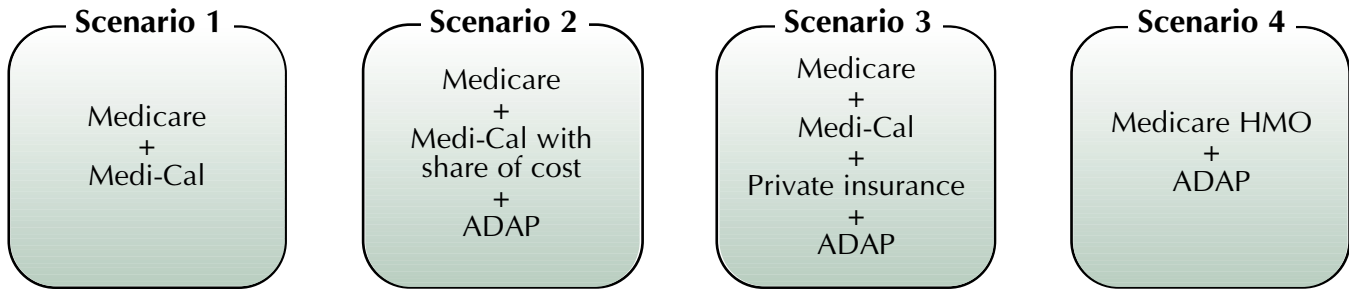 Scenario 1
Medicare
+
Medi-Cal
Scenario 2
Medicare
+
Medi-Cal with
share of cost
+
ADAP
Scenario 3
Medicare
+
Medi-Cal
+
Private insurance
+
ADAP
Scenario 4
Medicare HMO
+
ADAP